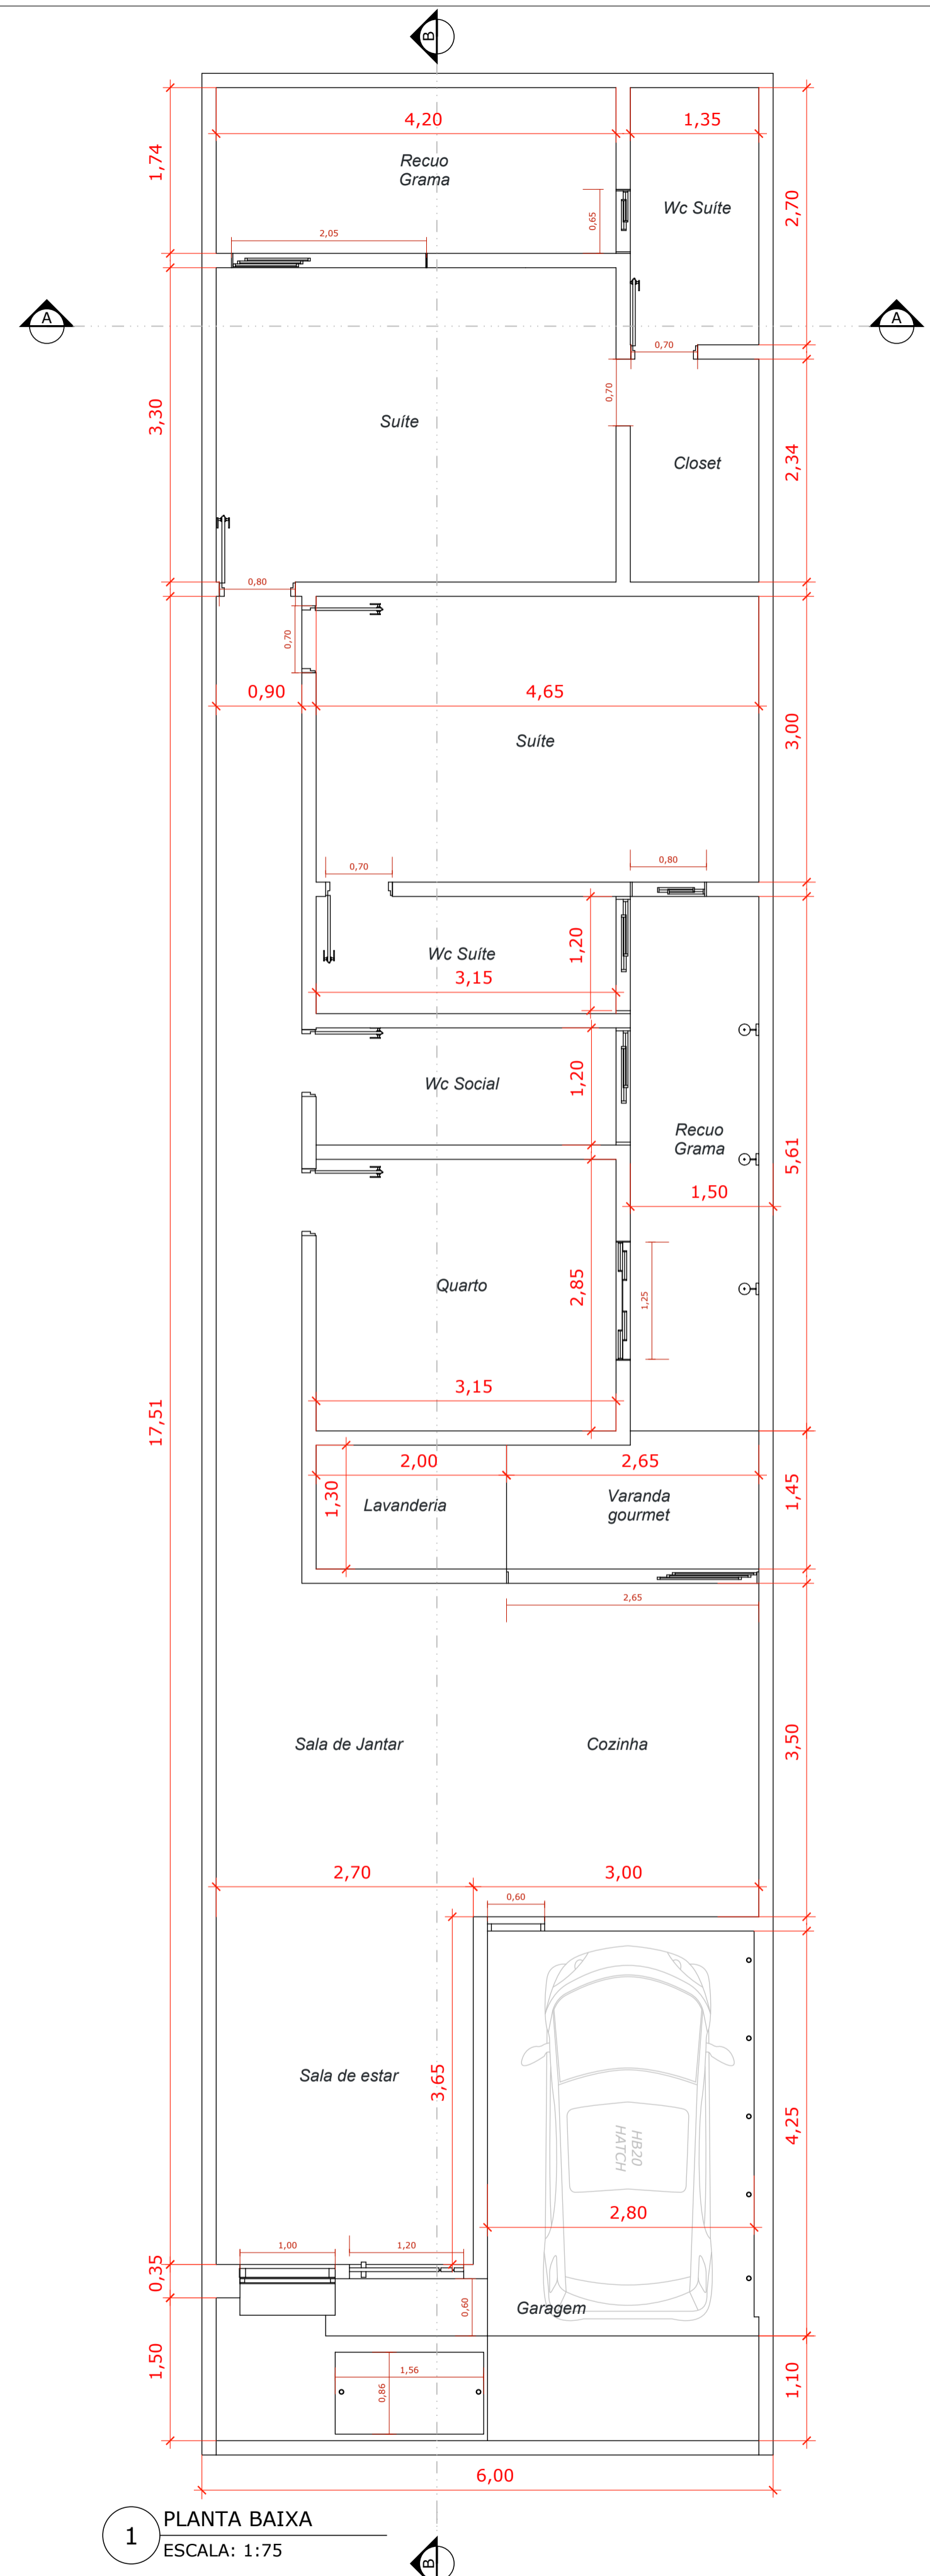 B
4,20
1,35
1,74
Recuo
Grama
2,70
Wc Suíte
0,65
2,05
A
A
0,70
0,70
3,30
Suíte
2,34
Closet
0,80
0,70
0,90
4,65
3,00
Suíte
0,70
0,80
Wc Suíte
1,20
3,15
Wc Social
1,20
Recuo
Grama
5,61
1,50
Quarto
2,85
1,25
3,15
17,51
2,00
2,65
1,30
Lavanderia
Varanda
gourmet
1,45
2,65
Sala de Jantar
Cozinha
3,50
2,70
3,00
0,60
Sala de estar
3,65
HB20
HATCH
4,25
2,80
1,00
1,20
0,35
0,60
Garagem
1,50
1,56
0,86
1,10
6,00
1
PLANTA BAIXA
ESCALA: 1:75
B